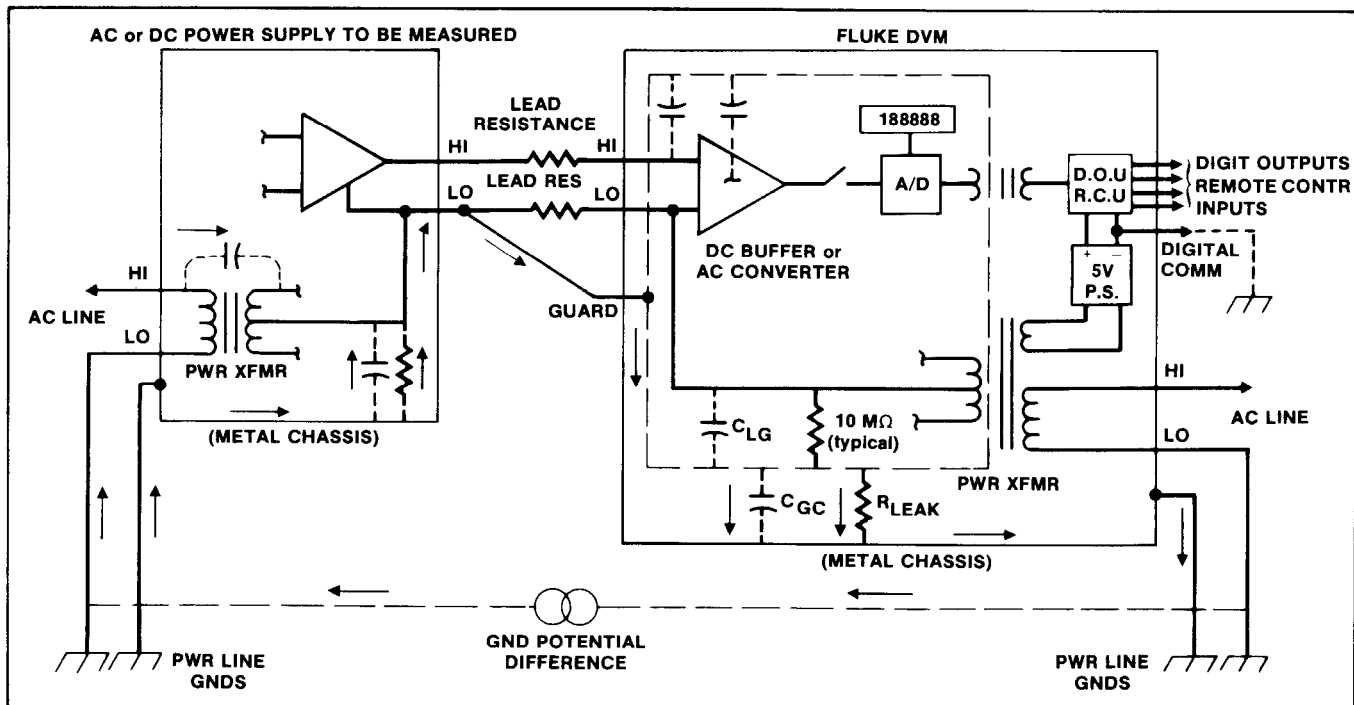 AC or DC POWER SUPPLY TO BE MEASURED
FLUKE DVM
LEAD
RESISTANCE
188888
HI
HI
LEAD RES
LO
LO
A/D
D.O.U
R.C.U
DIGIT OUTPUTS
REMOTE CONTR
INPUTS
DC BUFFER or
AC CONVERTER
DIGITAL
COMM
+ −
5V
P.S.
HI
AC LINE
LO
GUARD
PWR XFMR
HI
AC LINE
LO
CLG
10 MΩ
(typical)
PWR XFMR
(METAL CHASSIS)
CGC
RLEAK
(METAL CHASSIS)
GND POTENTIAL
DIFFERENCE
PWR LINE
GNDS
PWR LINE
GNDS